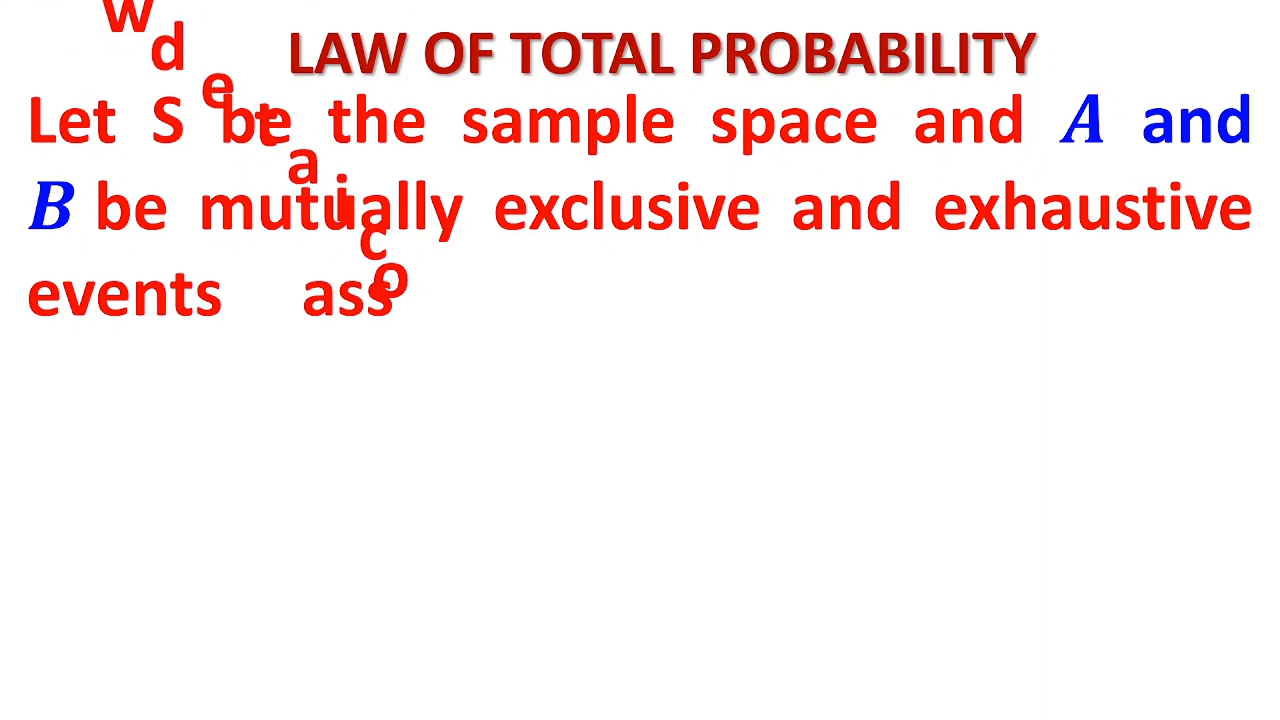 LAW OF TOTAL PROBABILITY
Let S be the sample space and A and
B be mutually exclusive and exhaustive
events ass
o
c
i
a
t
e
d
w